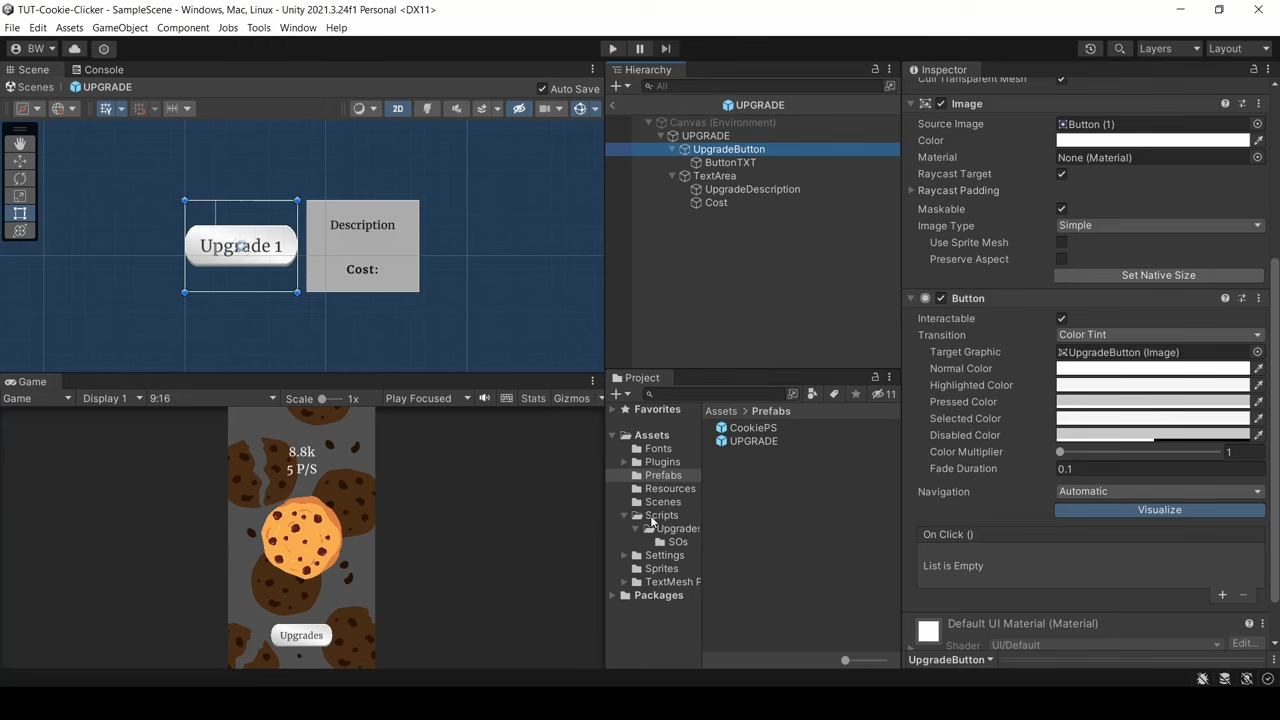 TUT-Cookie-Clicker - SampleScene - Windows, Mac, Linux - Unity 2021.3.24f1 Personal <DX11>
File Edit Assets GameObject Component Jobs Tools Window Help
BW Layers Layout
Scene Console
Scenes UPGRADE Auto Save
2D
Upgrade 1
Description
Cost:
Game
Game Display 1 9:16 Scale 1x Play Focused Stats Gizmos
8.8k
5 P/S
Upgrades
Hierarchy
All
UPGRADE
Canvas (Environment)
UPGRADE
UpgradeButton
ButtonTXT
TextArea
UpgradeDescription
Cost
Project
11
Favorites
Assets
Fonts
Plugins
Prefabs
Resources
Scenes
Scripts
Upgrades
SOs
Settings
Sprites
TextMesh P
Packages
Assets > Prefabs
CookiePS
UPGRADE
Inspector
Cull Transparent Mesh
Image
Source Image Button (1)
Color
Material None (Material)
Raycast Target
Raycast Padding
Maskable
Image Type Simple
Use Sprite Mesh
Preserve Aspect
Set Native Size
Button
Interactable
Transition Color Tint
Target Graphic UpgradeButton (Image)
Normal Color
Highlighted Color
Pressed Color
Selected Color
Disabled Color
Color Multiplier 1
Fade Duration 0.1
Navigation Automatic
Visualize
On Click ()
List is Empty
Default UI Material (Material)
Shader UI/Default Edit...
UpgradeButton